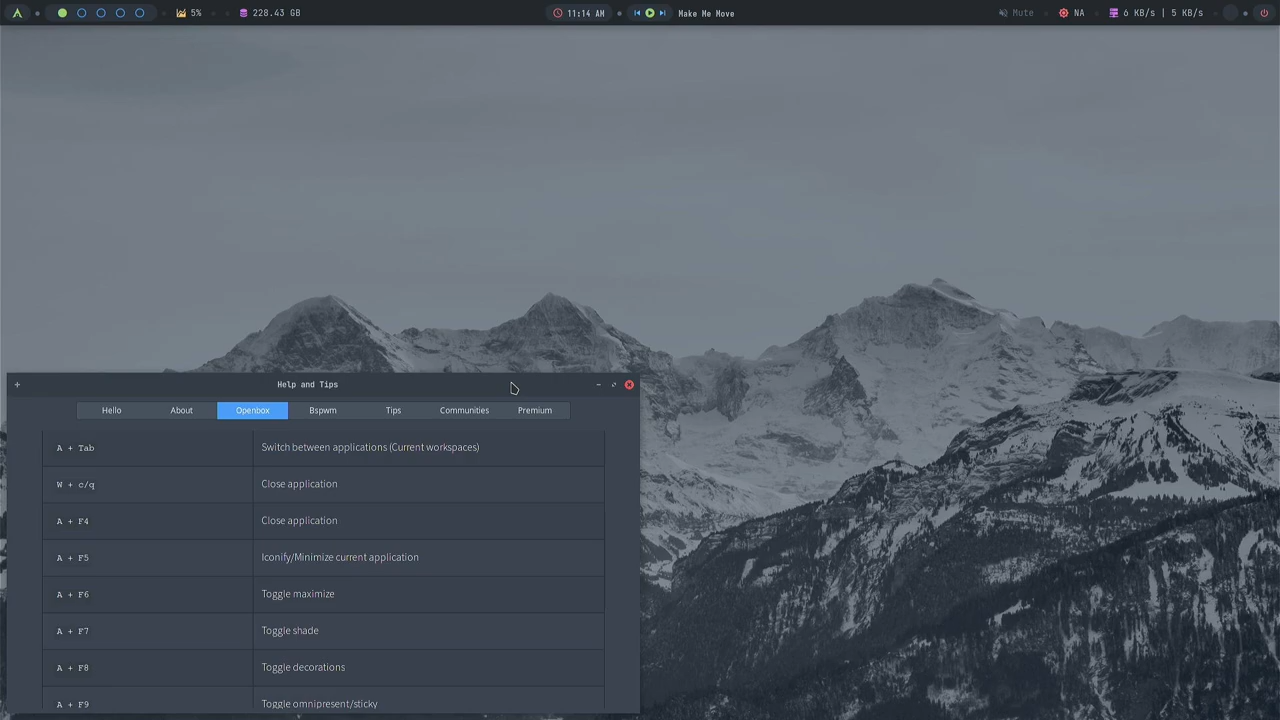 5% 228.43 GB 11:14 AM Make Me Move Mute NA 6 KB/s | 5 KB/s
Help and Tips
Hello About Openbox Bspwm Tips Communities Premium
A + Tab Switch between applications (Current workspaces)
W + c/q Close application
A + F4 Close application
A + F5 Iconify/Minimize current application
A + F6 Toggle maximize
A + F7 Toggle shade
A + F8 Toggle decorations
A + F9 Toggle omnipresent/sticky